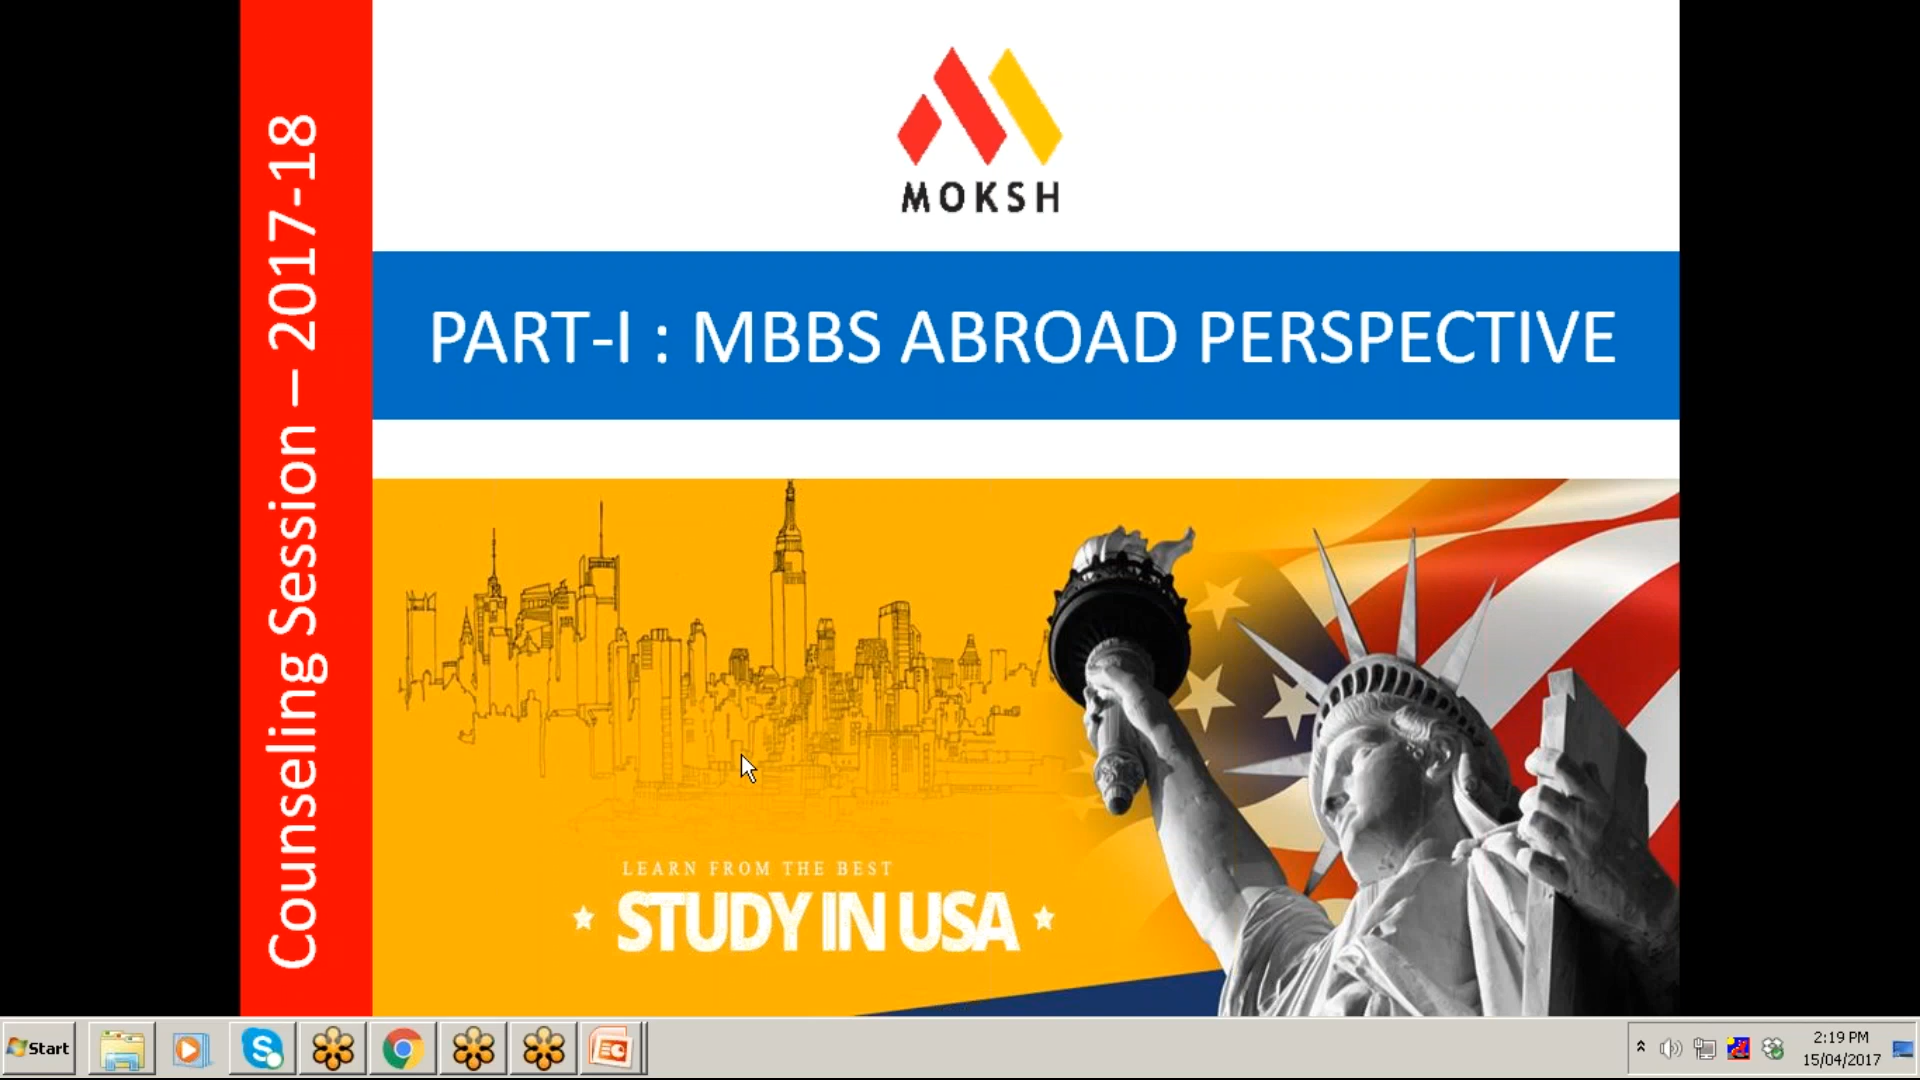 Counseling Session – 2017-18
MOKSH
PART-I : MBBS ABROAD PERSPECTIVE
LEARN FROM THE BEST
STUDY IN USA
Start
2:19 PM
15/04/2017